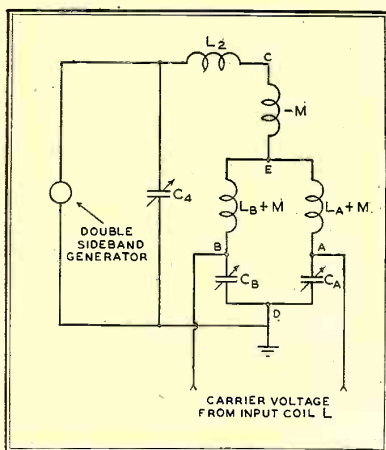 L2
C
-M
E
LB + M
LA + M
C4
DOUBLE
SIDEBAND
GENERATOR
B
A
CB
CA
D
CARRIER VOLTAGE
FROM INPUT COIL L